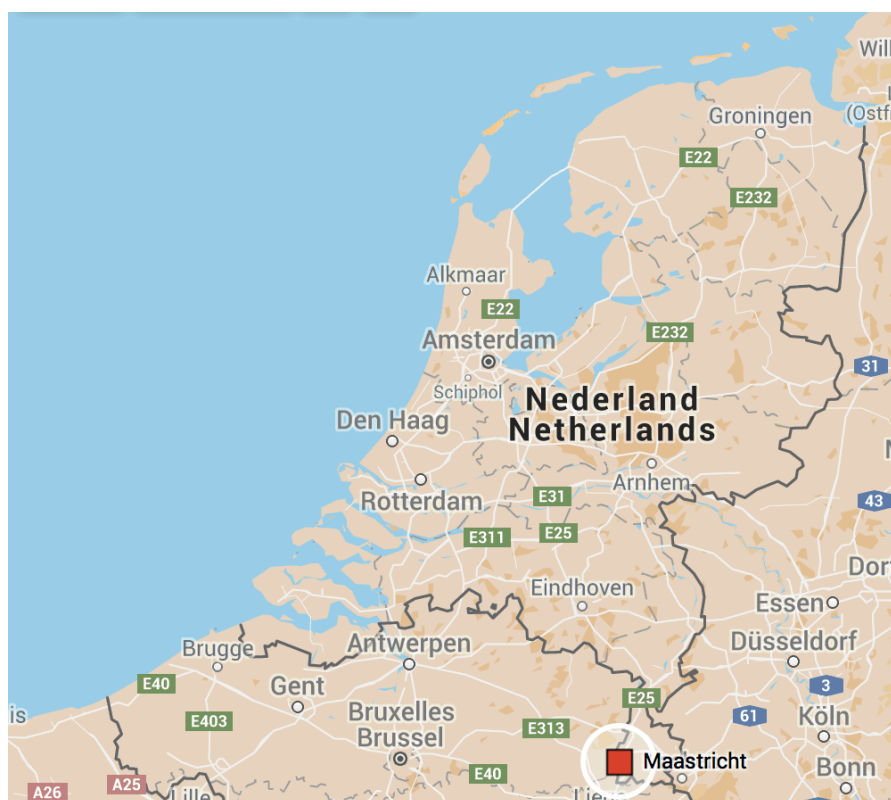 Groningen
E22
E232
Alkmaar
E22
Amsterdam
E232
Schiphol
31
Nederland
Netherlands
Den Haag
Arnhem
Rotterdam
E31
43
E311
E25
Eindhoven
Essen
Brugge
Antwerpen
Düsseldorf
E40
Gent
E25
3
E403
Bruxelles
Brussel
E313
61
Köln
Maastricht
E40
Bonn
A26
A25
Lille